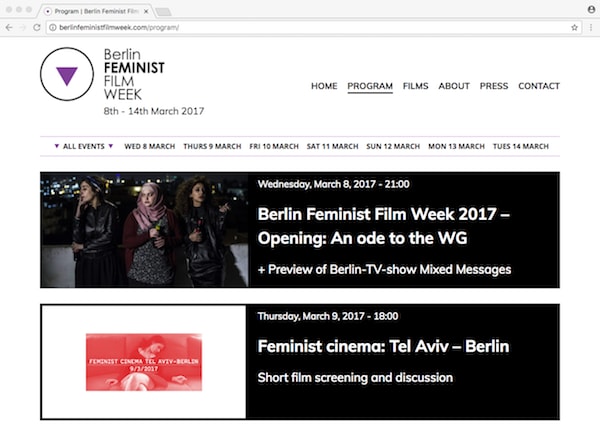 Program | Berlin Feminist Film
berlinfeministfilmweek.com/program/
Berlin
FEMINIST
FILM
WEEK
8th - 14th March 2017
HOME PROGRAM FILMS ABOUT PRESS CONTACT
ALL EVENTS WED 8 MARCH THURS 9 MARCH FRI 10 MARCH SAT 11 MARCH SUN 12 MARCH MON 13 MARCH TUES 14 MARCH
Wednesday, March 8, 2017 - 21:00
Berlin Feminist Film Week 2017 –
Opening: An ode to the WG
+ Preview of Berlin-TV-show Mixed Messages
FEMINIST CINEMA TEL AVIV-BERLIN
9/3/2017
Thursday, March 9, 2017 - 18:00
Feminist cinema: Tel Aviv – Berlin
Short film screening and discussion